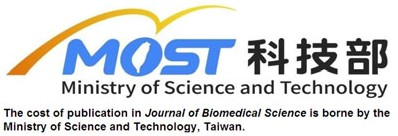 MOST 科技部
Ministry of Science and Technology
The cost of publication in Journal of Biomedical Science is borne by the
Ministry of Science and Technology, Taiwan.